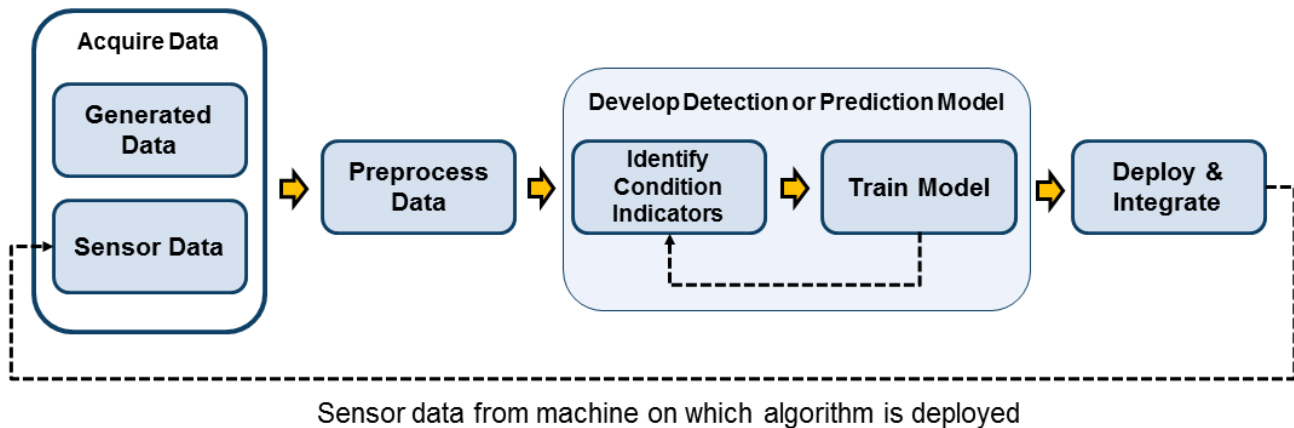 Acquire Data
Generated
Data
Sensor Data
Preprocess
Data
Develop Detection or Prediction Model
Identify
Condition
Indicators
Train Model
Deploy &
Integrate
Sensor data from machine on which algorithm is deployed